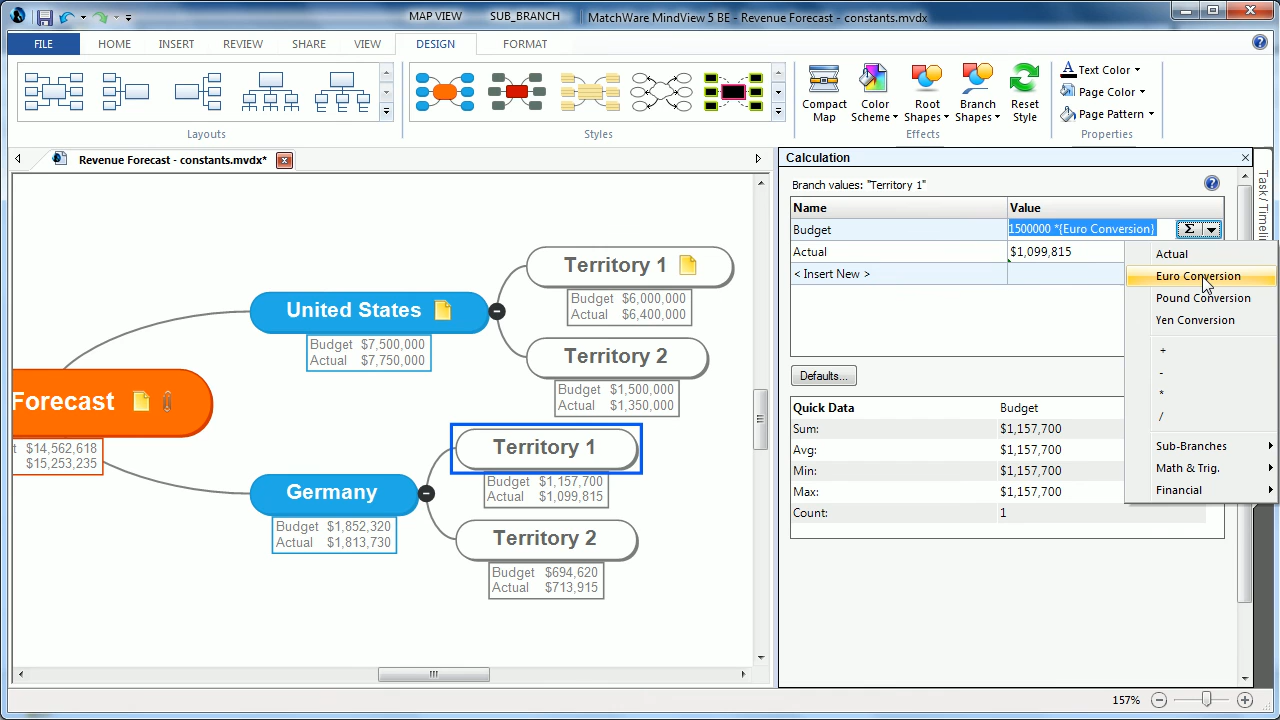 MAP VIEW SUB_BRANCH MatchWare MindView 5 BE - Revenue Forecast - constants.mvdx
FILE HOME INSERT REVIEW SHARE VIEW DESIGN FORMAT
Compact Map
Color Scheme
Root Shapes
Branch Shapes
Reset Style
Text Color
Page Color
Page Pattern
Layouts Styles Effects Properties
Revenue Forecast - constants.mvdx*
Calculation
Task/Timeline
Branch values: "Territory 1"
Name Value
Budget 1500000 *{Euro Conversion} Σ
Actual $1,099,815
< Insert New >
Actual
Euro Conversion
Pound Conversion
Yen Conversion
+
-
*
/
Sub-Branches
Math & Trig.
Financial
Defaults...
Quick Data Budget
Sum: $1,157,700
Avg: $1,157,700
Min: $1,157,700
Max: $1,157,700
Count: 1
Forecast
t $14,562,618
$15,253,235
United States
Budget $7,500,000
Actual $7,750,000
Territory 1
Budget $6,000,000
Actual $6,400,000
Territory 2
Budget $1,500,000
Actual $1,350,000
Germany
Budget $1,852,320
Actual $1,813,730
Territory 1
Budget $1,157,700
Actual $1,099,815
Territory 2
Budget $694,620
Actual $713,915
157%